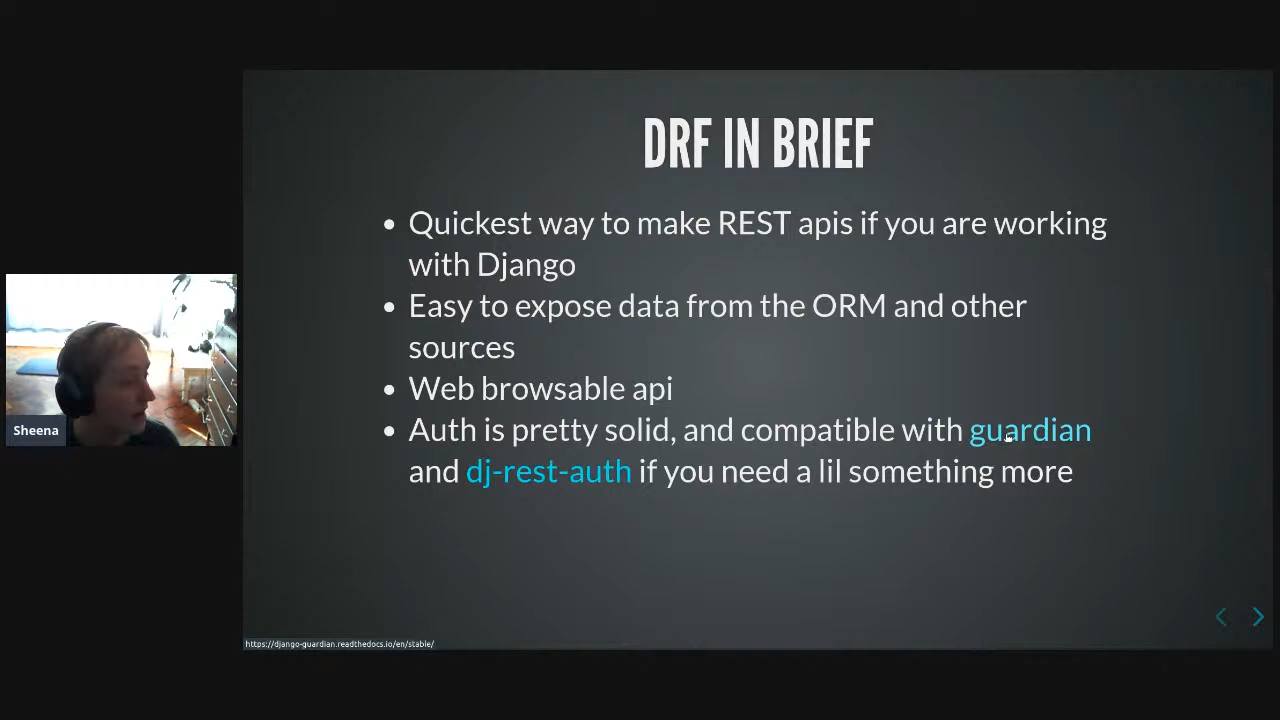 DRF IN BRIEF
Quickest way to make REST apis if you are working
with Django
Easy to expose data from the ORM and other
sources
Web browsable api
Auth is pretty solid, and compatible with guardian
and dj-rest-auth if you need a lil something more
Sheena
https://django-guardian.readthedocs.io/en/stable/